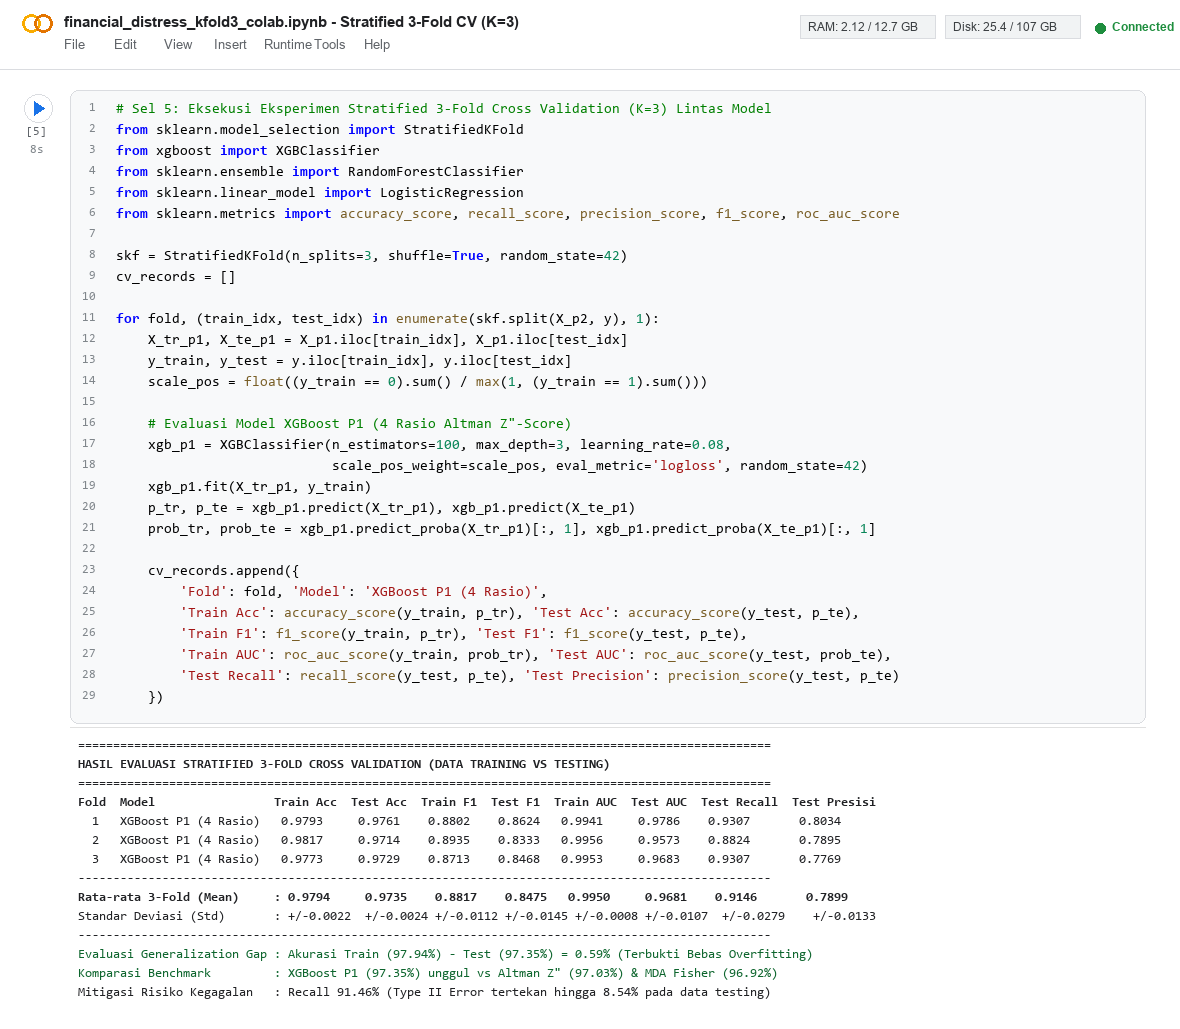 financial_distress_kfold3_colab.ipynb - Stratified 3-Fold CV (K=3)
File Edit View Insert Runtime Tools Help
RAM: 2.12 / 12.7 GB
Disk: 25.4 / 107 GB
Connected
[5]
8s
1 # Sel 5: Eksekusi Eksperimen Stratified 3-Fold Cross Validation (K=3) Lintas Model
2 from sklearn.model_selection import StratifiedKFold
3 from xgboost import XGBClassifier
4 from sklearn.ensemble import RandomForestClassifier
5 from sklearn.linear_model import LogisticRegression
6 from sklearn.metrics import accuracy_score, recall_score, precision_score, f1_score, roc_auc_score
7
8 skf = StratifiedKFold(n_splits=3, shuffle=True, random_state=42)
9 cv_records = []
10
11 for fold, (train_idx, test_idx) in enumerate(skf.split(X_p2, y), 1):
12     X_tr_p1, X_te_p1 = X_p1.iloc[train_idx], X_p1.iloc[test_idx]
13     y_train, y_test = y.iloc[train_idx], y.iloc[test_idx]
14     scale_pos = float((y_train == 0).sum() / max(1, (y_train == 1).sum()))
15
16     # Evaluasi Model XGBoost P1 (4 Rasio Altman Z"-Score)
17     xgb_p1 = XGBClassifier(n_estimators=100, max_depth=3, learning_rate=0.08,
18                            scale_pos_weight=scale_pos, eval_metric='logloss', random_state=42)
19     xgb_p1.fit(X_tr_p1, y_train)
20     p_tr, p_te = xgb_p1.predict(X_tr_p1), xgb_p1.predict(X_te_p1)
21     prob_tr, prob_te = xgb_p1.predict_proba(X_tr_p1)[:, 1], xgb_p1.predict_proba(X_te_p1)[:, 1]
22
23     cv_records.append({
24         'Fold': fold, 'Model': 'XGBoost P1 (4 Rasio)',
25         'Train Acc': accuracy_score(y_train, p_tr), 'Test Acc': accuracy_score(y_test, p_te),
26         'Train F1': f1_score(y_train, p_tr), 'Test F1': f1_score(y_test, p_te),
27         'Train AUC': roc_auc_score(y_train, prob_tr), 'Test AUC': roc_auc_score(y_test, prob_te),
28         'Test Recall': recall_score(y_test, p_te), 'Test Precision': precision_score(y_test, p_te)
29     })
===================================================================================================
HASIL EVALUASI STRATIFIED 3-FOLD CROSS VALIDATION (DATA TRAINING VS TESTING)
===================================================================================================
Fold  Model                 Train Acc  Test Acc  Train F1  Test F1  Train AUC  Test AUC  Test Recall  Test Presisi
  1   XGBoost P1 (4 Rasio)   0.9793     0.9761    0.8802    0.8624   0.9941     0.9786    0.9307       0.8034
  2   XGBoost P1 (4 Rasio)   0.9817     0.9714    0.8935    0.8333   0.9956     0.9573    0.8824       0.7895
  3   XGBoost P1 (4 Rasio)   0.9773     0.9729    0.8713    0.8468   0.9953     0.9683    0.9307       0.7769
---------------------------------------------------------------------------------------------------
Rata-rata 3-Fold (Mean)     : 0.9794     0.9735    0.8817    0.8475   0.9950     0.9681    0.9146       0.7899
Standar Deviasi (Std)       : +/-0.0022  +/-0.0024 +/-0.0112 +/-0.0145 +/-0.0008 +/-0.0107  +/-0.0279    +/-0.0133
---------------------------------------------------------------------------------------------------
Evaluasi Generalization Gap : Akurasi Train (97.94%) - Test (97.35%) = 0.59% (Terbukti Bebas Overfitting)
Komparasi Benchmark         : XGBoost P1 (97.35%) unggul vs Altman Z" (97.03%) & MDA Fisher (96.92%)
Mitigasi Risiko Kegagalan   : Recall 91.46% (Type II Error tertekan hingga 8.54% pada data testing)